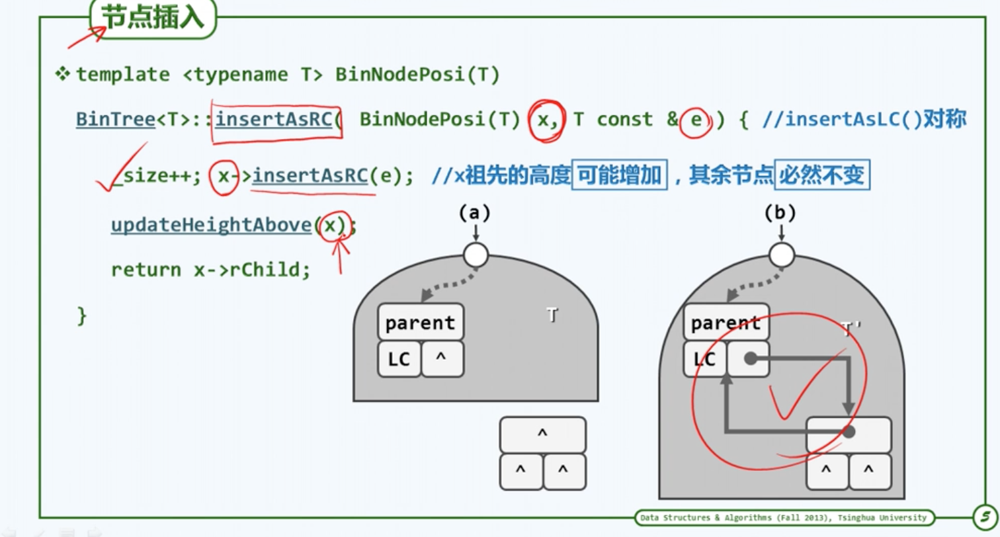 节点插入
❖ template <typename T> BinNodePosi(T)
BinTree<T>::insertAsRC( BinNodePosi(T) x, T const & e ) { //insertAsLC()对称
_size++; x->insertAsRC(e); //x祖先的高度可能增加，其余节点必然不变
updateHeightAbove(x);
return x->rChild;
}
(a)
parent
T
LC ^
^
^ ^
(b)
parent
T'
LC
^ ^
Data Structures & Algorithms (Fall 2013), Tsinghua University
5